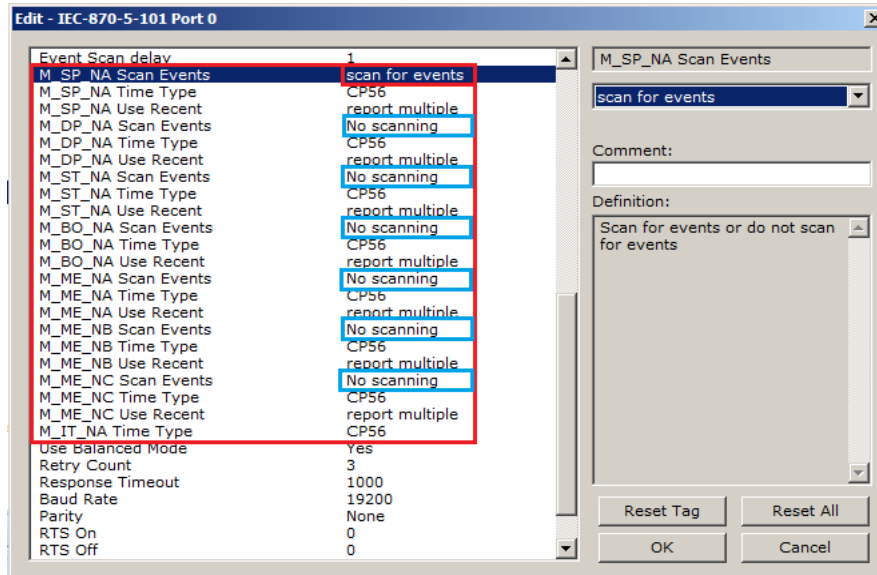 Edit - IEC-870-5-101 Port 0
Event Scan delay 1
M_SP_NA Scan Events scan for events
M_SP_NA Time Type CP56
M_SP_NA Use Recent report multiple
M_DP_NA Scan Events No scanning
M_DP_NA Time Type CP56
M_DP_NA Use Recent report multiple
M_ST_NA Scan Events No scanning
M_ST_NA Time Type CP56
M_ST_NA Use Recent report multiple
M_BO_NA Scan Events No scanning
M_BO_NA Time Type CP56
M_BO_NA Use Recent report multiple
M_ME_NA Scan Events No scanning
M_ME_NA Time Type CP56
M_ME_NA Use Recent report multiple
M_ME_NB Scan Events No scanning
M_ME_NB Time Type CP56
M_ME_NB Use Recent report multiple
M_ME_NC Scan Events No scanning
M_ME_NC Time Type CP56
M_ME_NC Use Recent report multiple
M_IT_NA Time Type CP56
Use Balanced Mode Yes
Retry Count 3
Response Timeout 1000
Baud Rate 19200
Parity None
RTS On 0
RTS Off 0
M_SP_NA Scan Events
scan for events
Comment:
Definition:
Scan for events or do not scan
for events
Reset Tag Reset All
OK Cancel